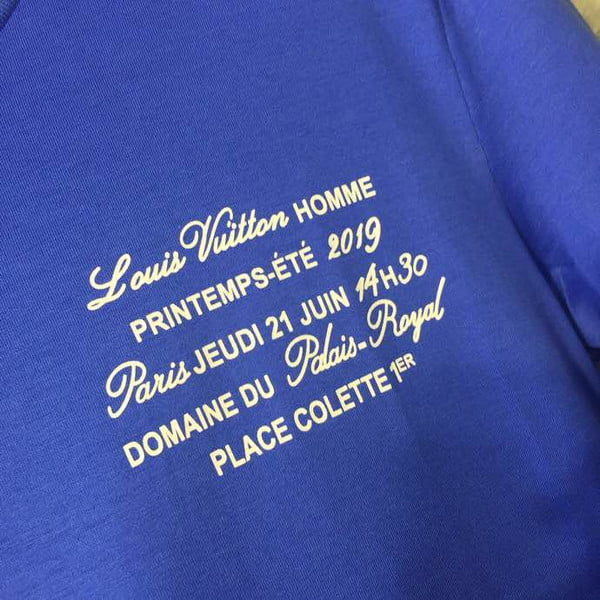 Louis Vuitton HOMME
PRINTEMPS-ÉTÉ 2019
Paris JEUDI 21 JUIN 14H30
DOMAINE DU Palais-Royal
PLACE COLETTE 1ER